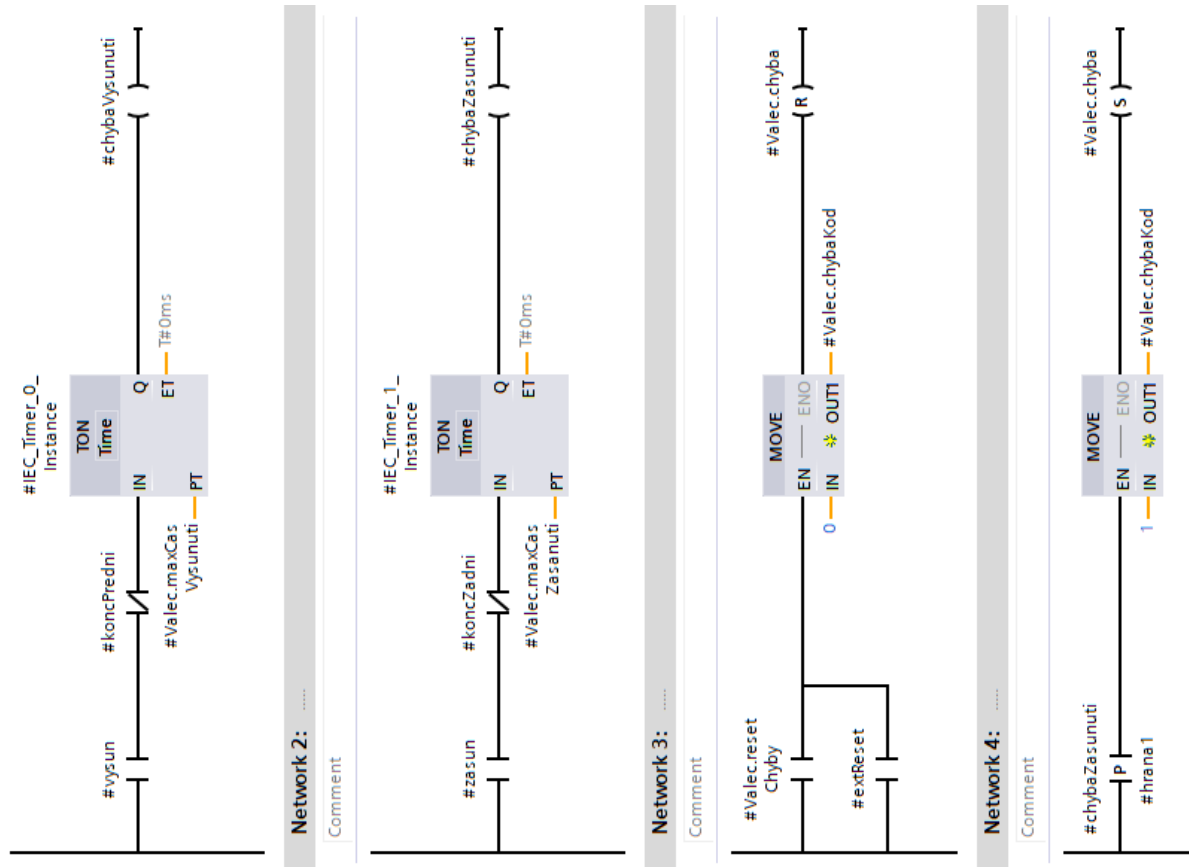 #IEC_Timer_0_
Instance
TON
Time
#vysun
#koncPredni
#chybaVysunuti
IN
Q
#Valec.maxCas
Vysunuti
PT
ET
T#0ms
Network 2: .....
Comment
#IEC_Timer_1_
Instance
TON
Time
#zasun
#koncZadni
#chybaZasunuti
IN
Q
#Valec.maxCas
Zasanuti
PT
ET
T#0ms
Network 3: .....
Comment
#Valec.reset
Chyby
MOVE
#Valec.chyba
EN
ENO
R
0
IN
OUT1
#Valec.chybaKod
#extReset
Network 4: .....
Comment
#chybaZasunuti
MOVE
#Valec.chyba
P
EN
ENO
S
#hrana1
1
IN
OUT1
#Valec.chybaKod